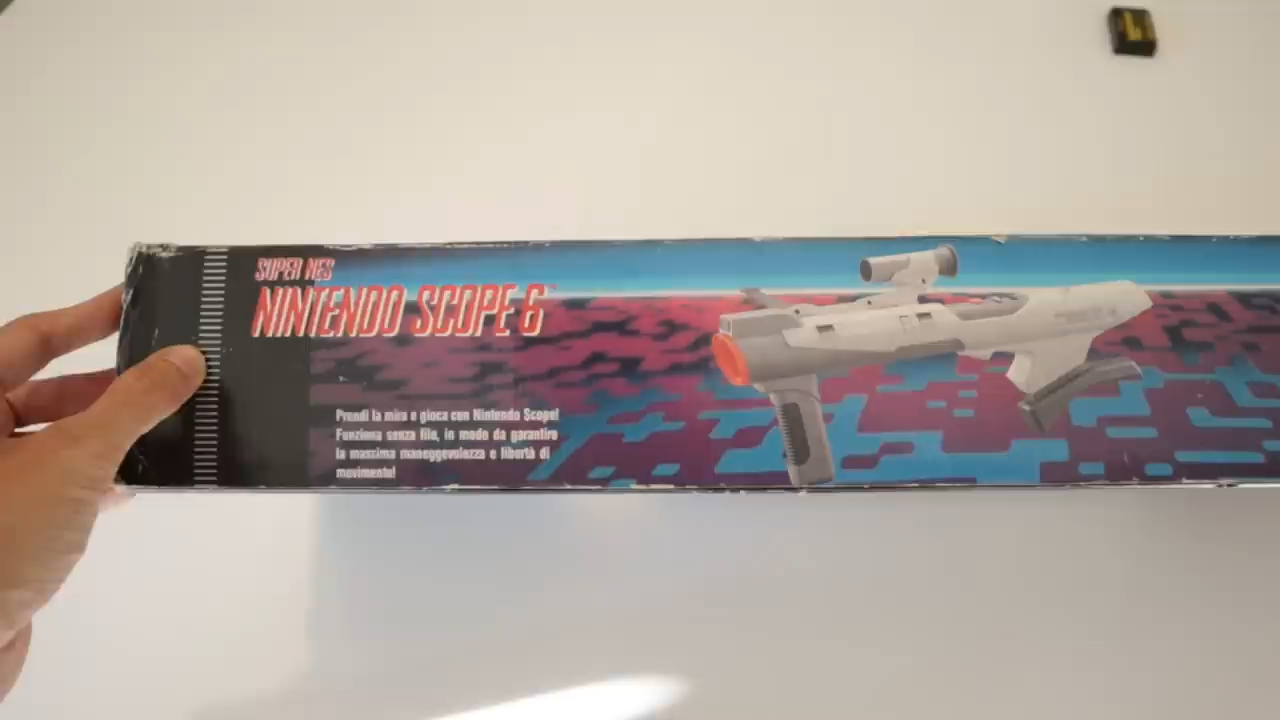 SUPER NES
NINTENDO SCOPE 6™
Prendi la mira e gioca con Nintendo Scope!
Funziona senza filo, in modo da garantire
la massima maneggevolezza e libertà di
movimento!